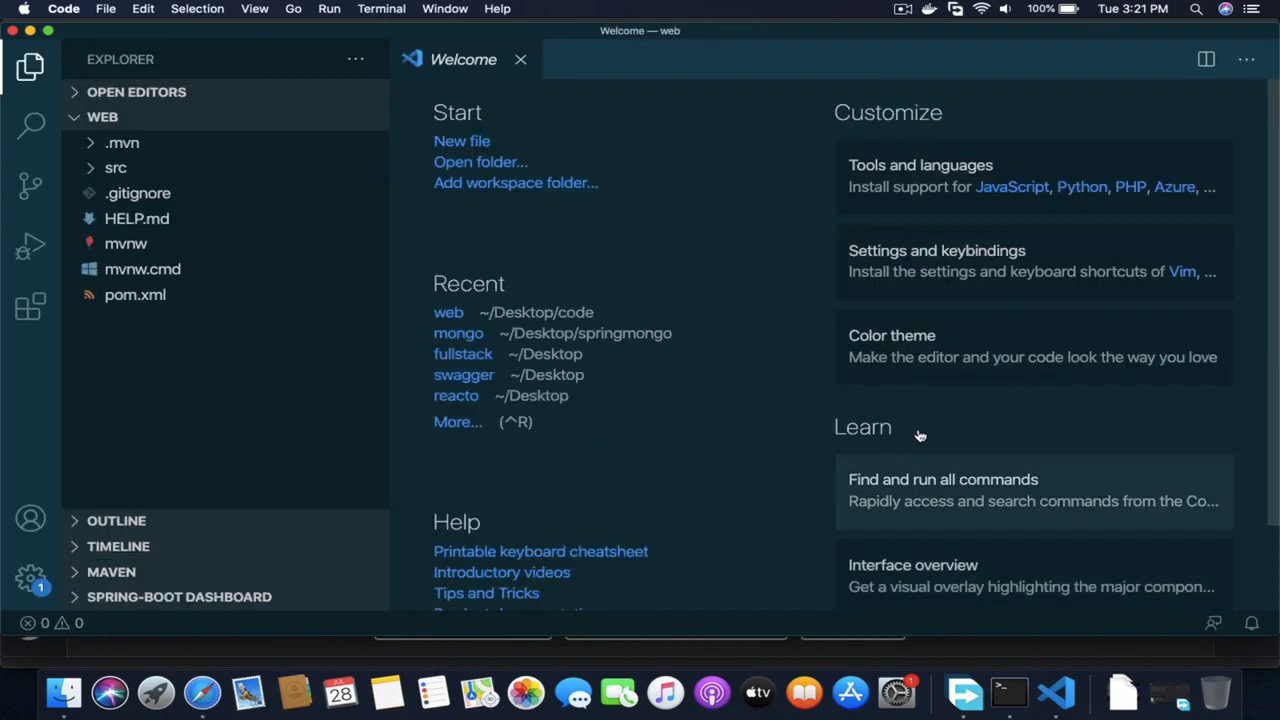 Code File Edit Selection View Go Run Terminal Window Help 100% Tue 3:21 PM
Welcome — web
EXPLORER
Welcome
OPEN EDITORS
WEB
.mvn
src
.gitignore
HELP.md
mvnw
mvnw.cmd
pom.xml
OUTLINE
TIMELINE
MAVEN
SPRING-BOOT DASHBOARD
Start
New file
Open folder...
Add workspace folder...
Recent
web ~/Desktop/code
mongo ~/Desktop/springmongo
fullstack ~/Desktop
swagger ~/Desktop
reacto ~/Desktop
More... (^R)
Help
Printable keyboard cheatsheet
Introductory videos
Tips and Tricks
Customize
Tools and languages
Install support for JavaScript, Python, PHP, Azure, ...
Settings and keybindings
Install the settings and keyboard shortcuts of Vim, ...
Color theme
Make the editor and your code look the way you love
Learn
Find and run all commands
Rapidly access and search commands from the Co...
Interface overview
Get a visual overlay highlighting the major compon...
1
0 0
JUL
28
tv
1